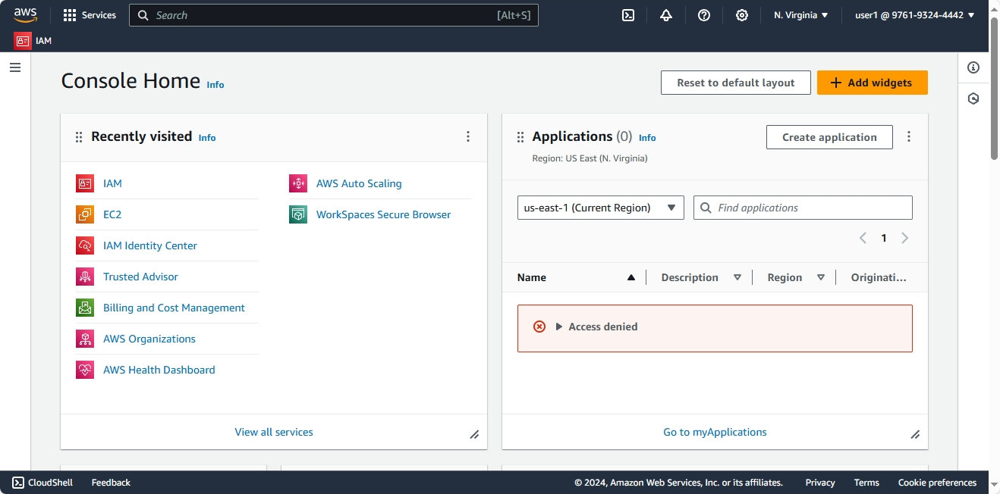 aws
Services
Search
[Alt+S]
N. Virginia
user1 @ 9761-9324-4442
IAM
Console Home Info
Reset to default layout
Add widgets
Recently visited Info
IAM
EC2
IAM Identity Center
Trusted Advisor
Billing and Cost Management
AWS Organizations
AWS Health Dashboard
AWS Auto Scaling
WorkSpaces Secure Browser
View all services
Applications (0) Info
Region: US East (N. Virginia)
Create application
us-east-1 (Current Region)
Find applications
1
Name
Description
Region
Originati...
Access denied
Go to myApplications
CloudShell
Feedback
© 2024, Amazon Web Services, Inc. or its affiliates.
Privacy
Terms
Cookie preferences